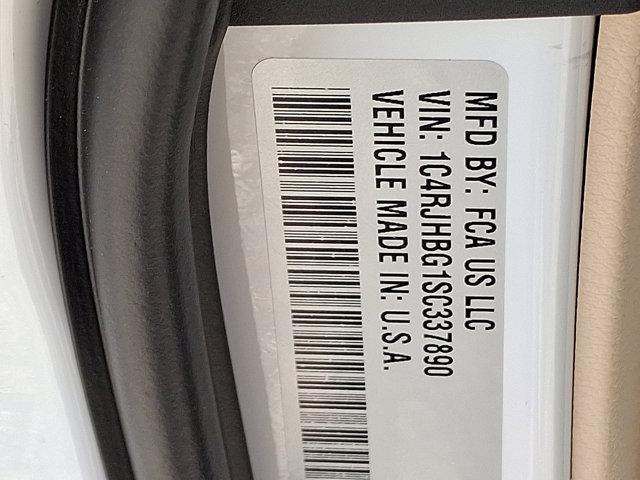 MFD BY: FCA US LLC
VIN: 1C4RJHBG1SC337890
VEHICLE MADE IN: U.S.A.